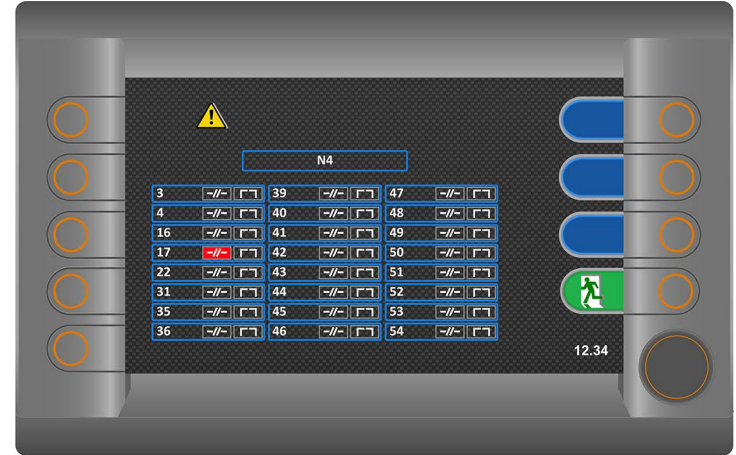 N4
3 -//- 39 -//- 47 -//-
4 -//- 40 -//- 48 -//-
16 -//- 41 -//- 49 -//-
17 -//- 42 -//- 50 -//-
22 -//- 43 -//- 51 -//-
31 -//- 44 -//- 52 -//-
35 -//- 45 -//- 53 -//-
36 -//- 46 -//- 54 -//-
12.34